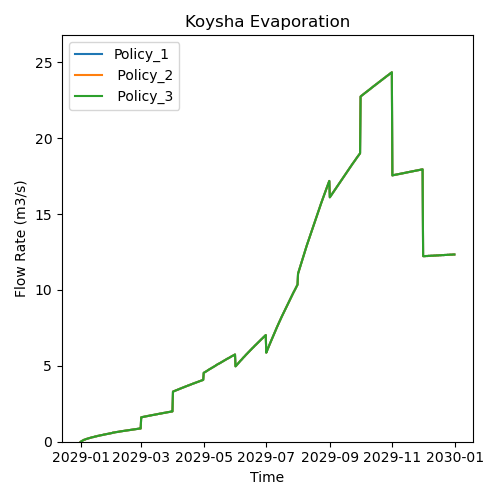 Koysha Evaporation
Policy_1
Policy_2
Policy_3
Flow Rate (m3/s)
25
20
15
10
5
0
2029-01 2029-03 2029-05 2029-07 2029-09 2029-11 2030-01
Time